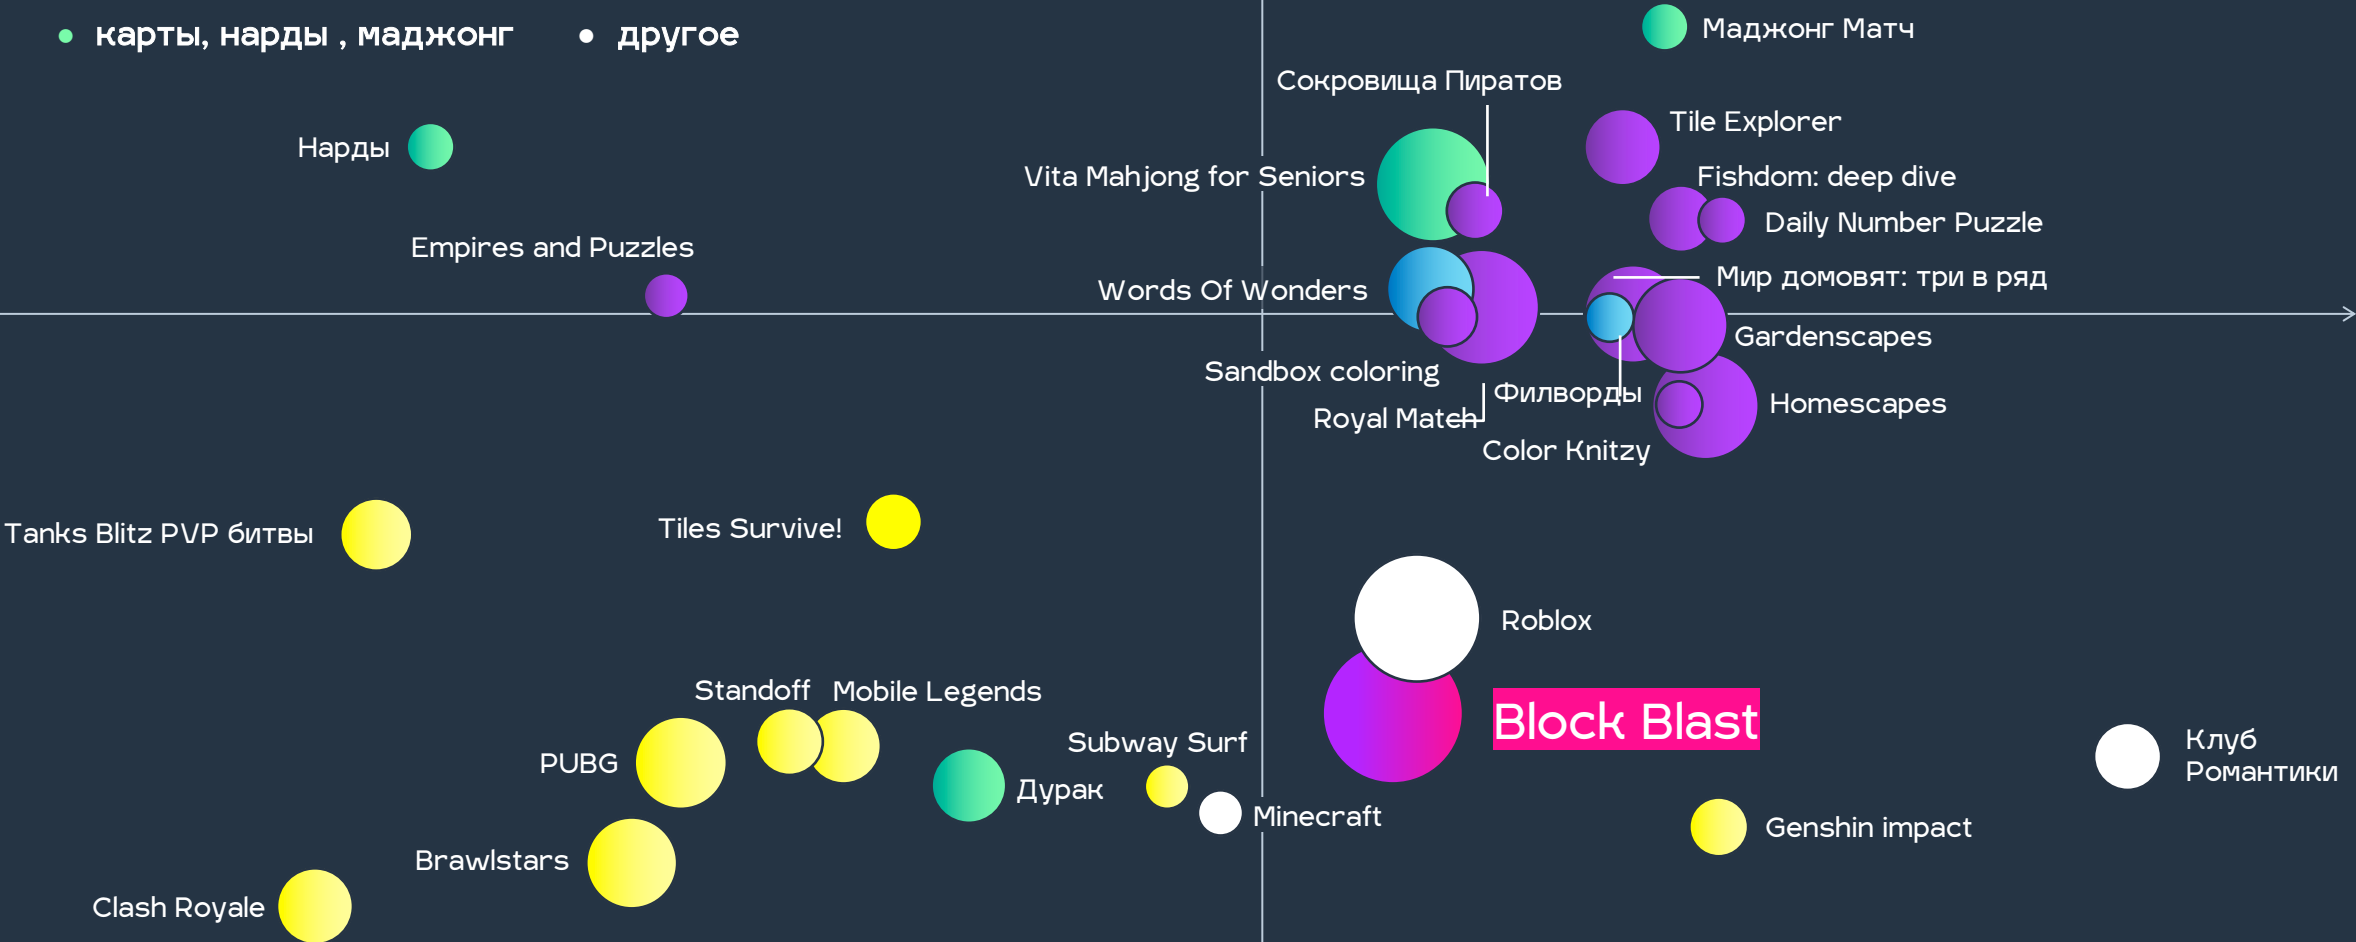 карты, нарды , маджонг
другое
Маджонг Матч
Сокровища Пиратов
Tile Explorer
Нарды
Vita Mahjong for Seniors
Fishdom: deep dive
Daily Number Puzzle
Empires and Puzzles
Мир домовят: три в ряд
Words Of Wonders
Gardenscapes
Sandbox coloring
Филворды
Homescapes
Royal Match
Color Knitzy
Tanks Blitz PVP битвы
Tiles Survive!
Roblox
Standoff
Mobile Legends
Block Blast
Subway Surf
Клуб
Романтики
PUBG
Дурак
Minecraft
Genshin impact
Brawlstars
Clash Royale